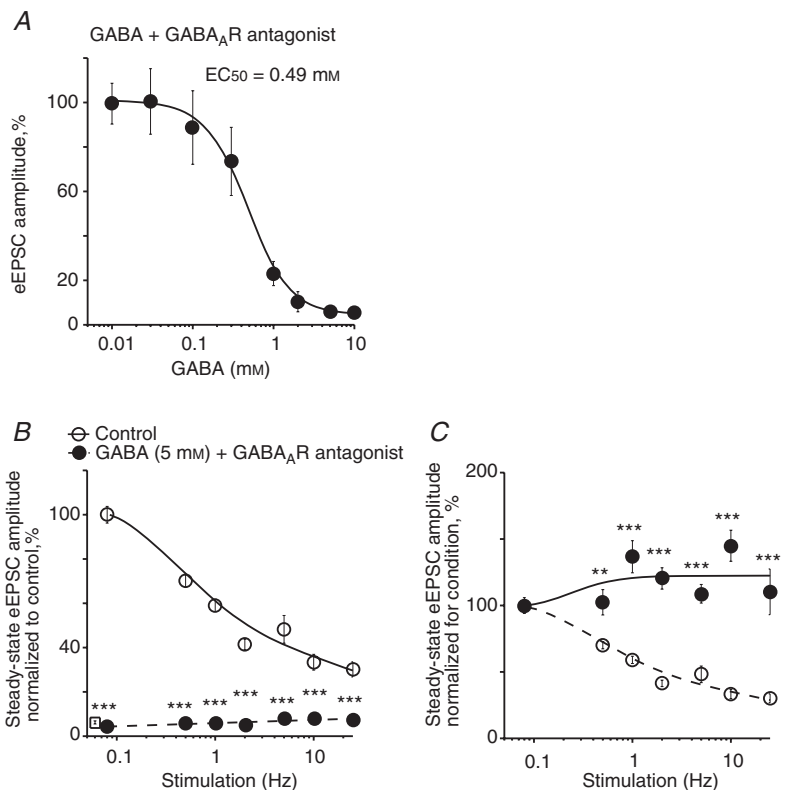 A
GABA + GABAAR antagonist
EC50 = 0.49 mM
100
60
20
0
eEPSC aamplitude,%
0.01 0.1 1 10
GABA (mM)
B
Control
GABA (5 mM) + GABAAR antagonist
100
40
0
Steady-state eEPSC amplitude
normalized to control,%
*** *** *** *** *** *** ***
0.1 1 10
Stimulation (Hz)
C
200
100
0
Steady-state eEPSC amplitude
normalized for condition, %
** *** *** *** *** ***
0.1 1 10
Stimulation (Hz)